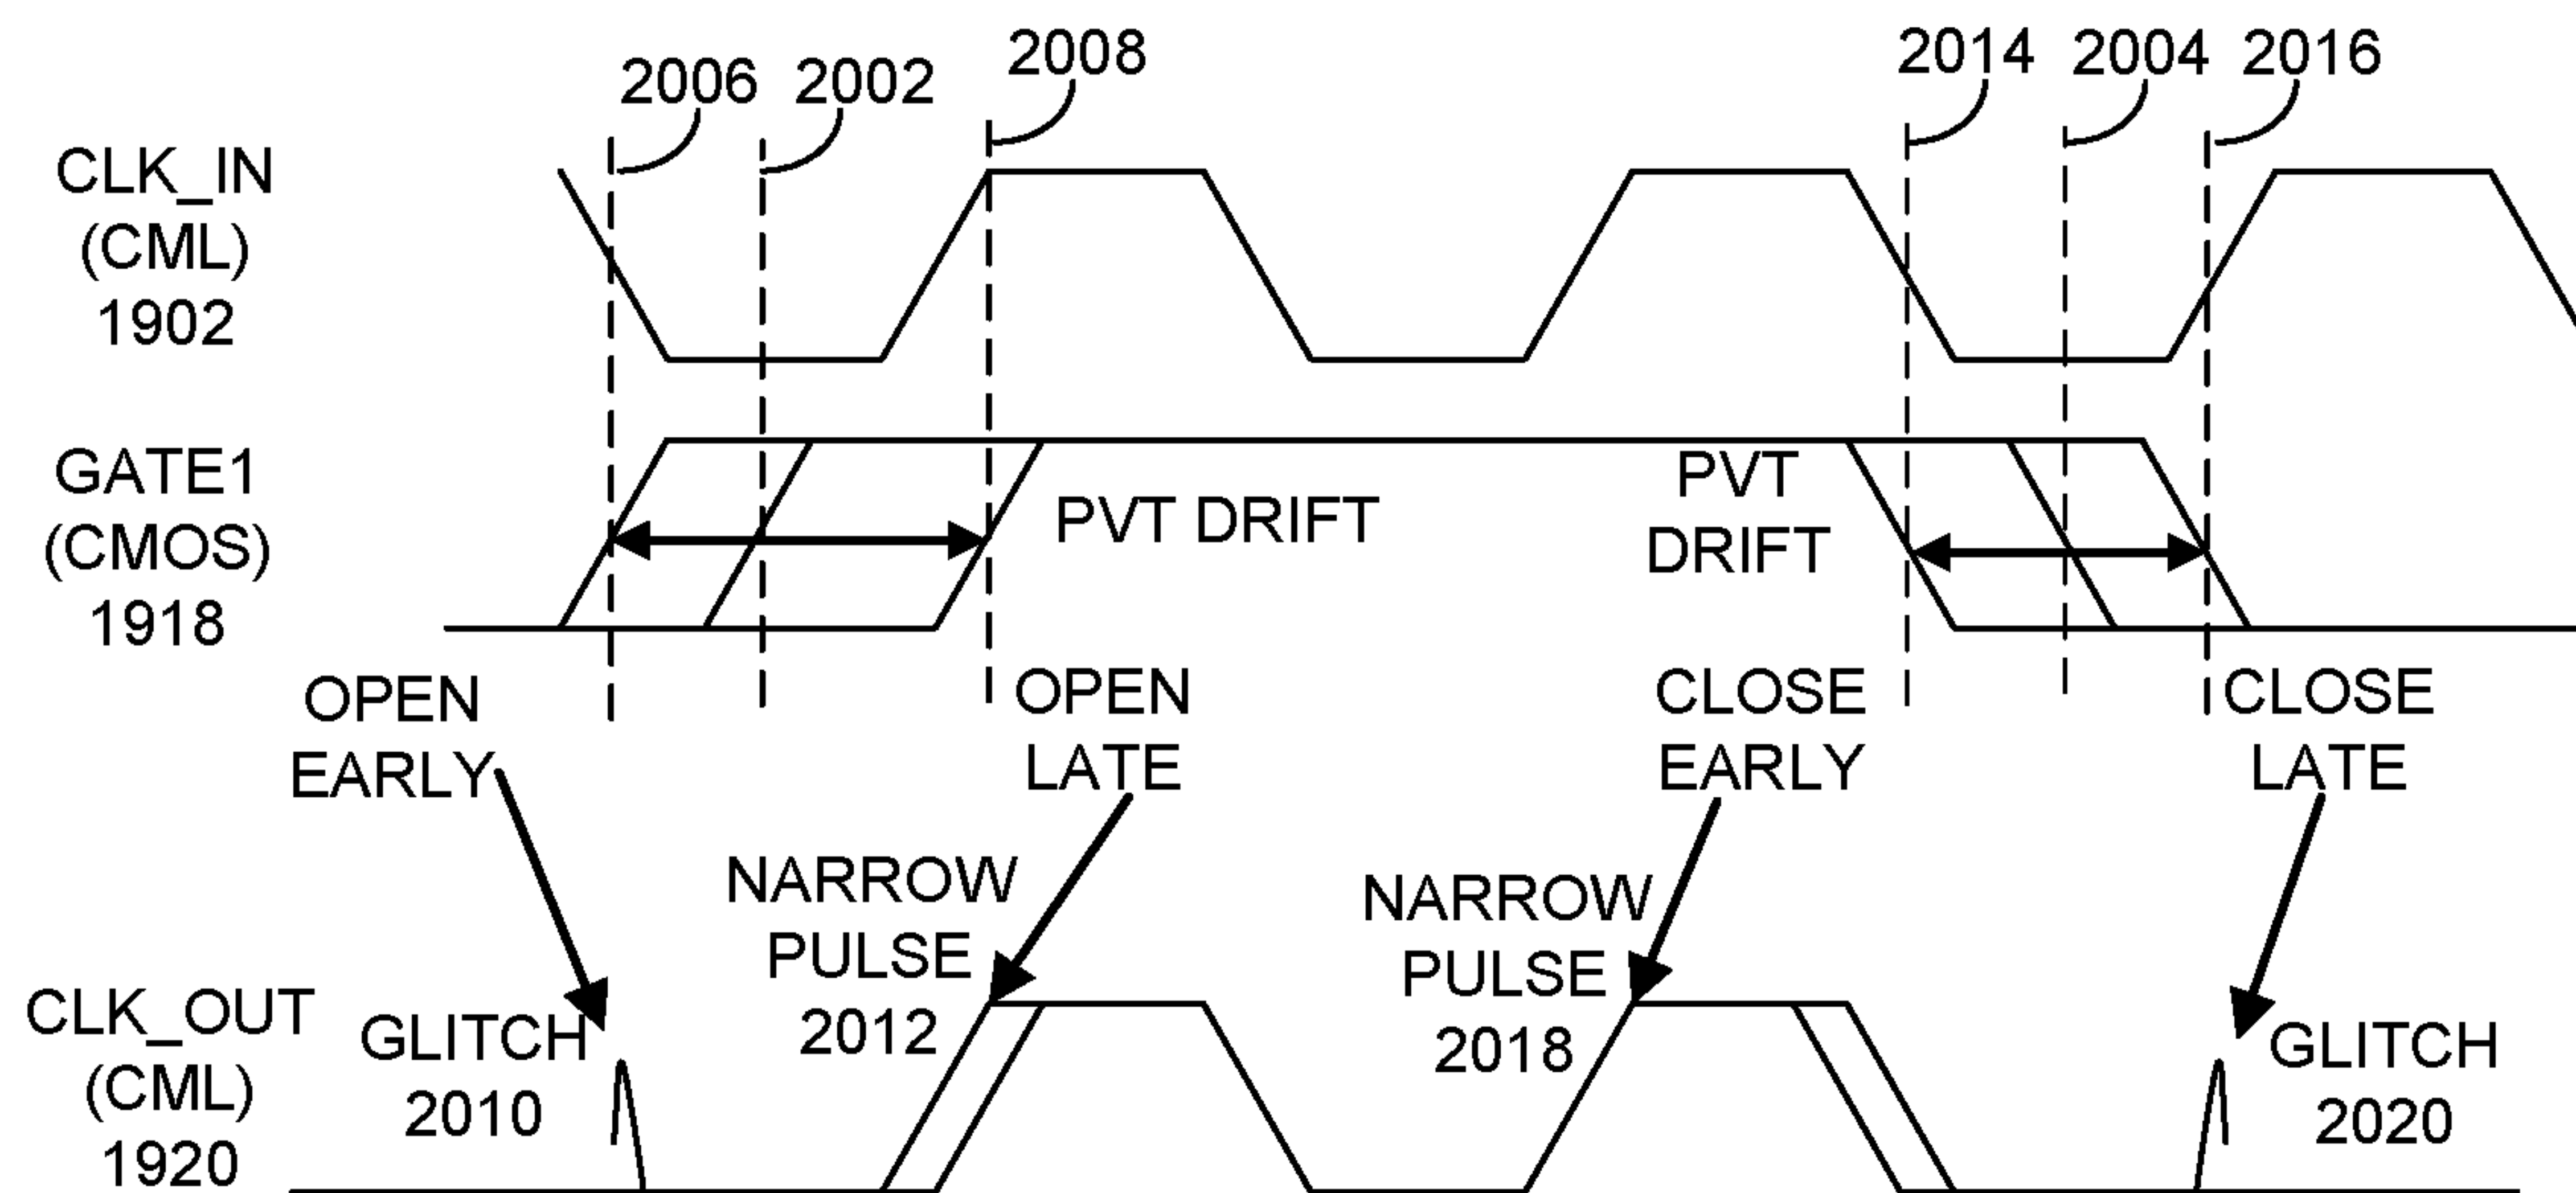 2006
2002
2008
2014
2004
2016
CLK_IN
(CML)
1902
GATE1
(CMOS)
1918
PVT DRIFT
PVT
DRIFT
OPEN
EARLY
OPEN
LATE
CLOSE
EARLY
CLOSE
LATE
CLK_OUT
(CML)
1920
GLITCH
2010
NARROW
PULSE
2012
NARROW
PULSE
2018
GLITCH
2020